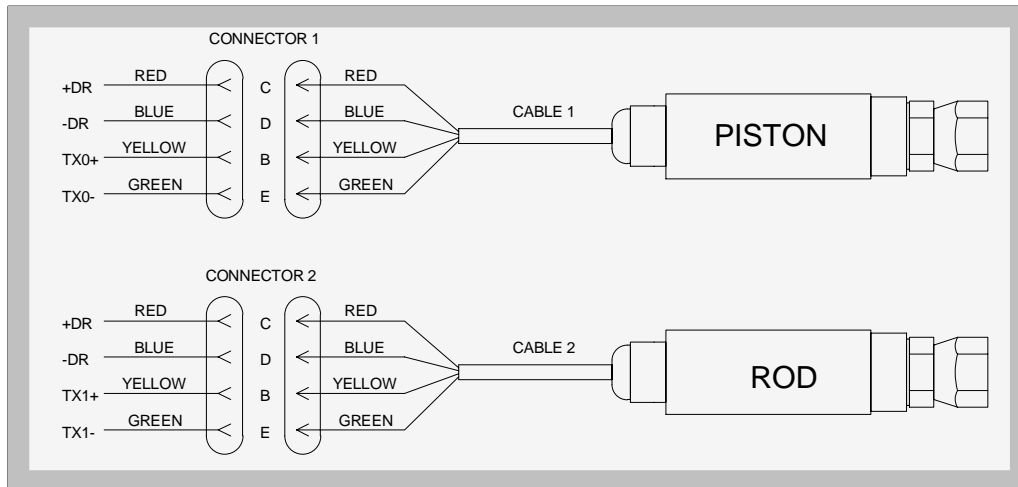 CONNECTOR 1
+DR RED C RED
-DR BLUE D BLUE CABLE 1
TX0+ YELLOW B YELLOW PISTON
TX0- GREEN E GREEN
CONNECTOR 2
+DR RED C RED
-DR BLUE D BLUE CABLE 2
TX1+ YELLOW B YELLOW ROD
TX1- GREEN E GREEN